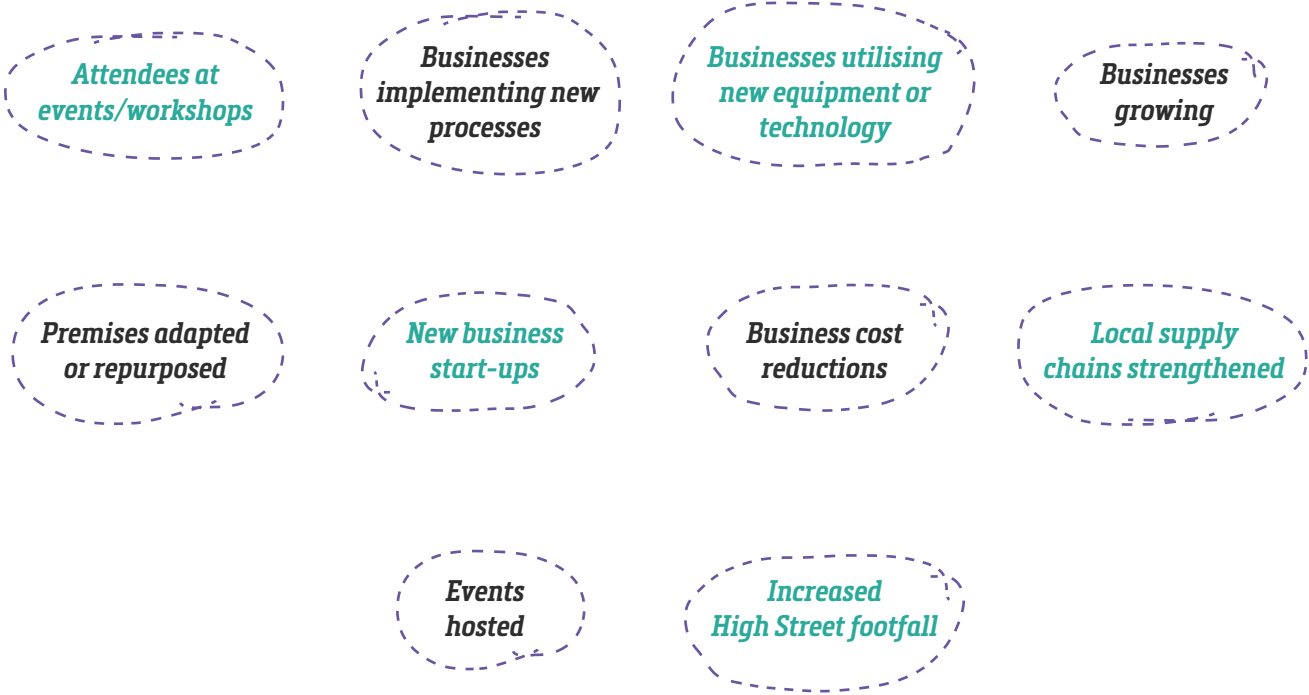 Attendees at
events/workshops
Businesses
implementing new
processes
Businesses utilising
new equipment or
technology
Businesses
growing
Premises adapted
or repurposed
New business
start-ups
Business cost
reductions
Local supply
chains strengthened
Events
hosted
Increased
High Street footfall